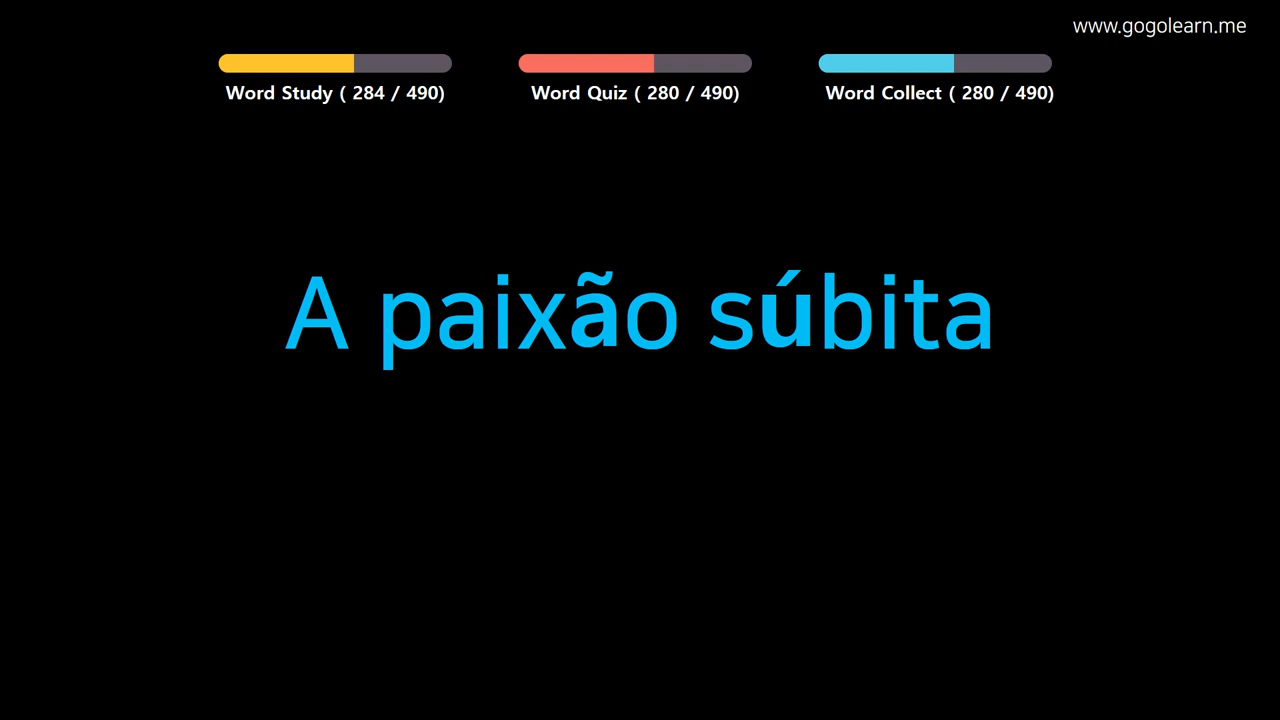 www.gogolearn.me
Word Study ( 284 / 490)
Word Quiz ( 280 / 490)
Word Collect ( 280 / 490)
A paixão súbita